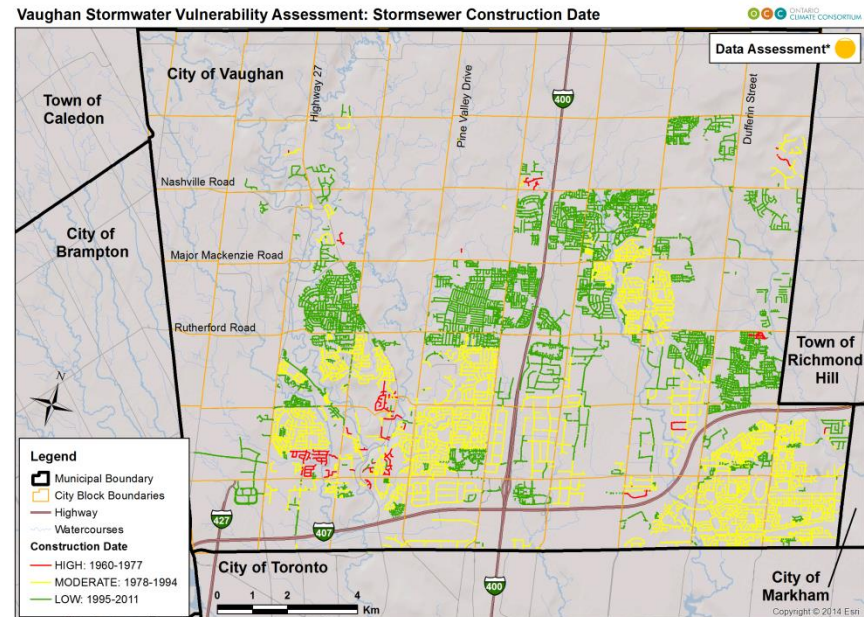 Vaughan Stormwater Vulnerability Assessment: Stormsewer Construction Date
OCC ONTARIO
CLIMATE CONSORTIUM
Data Assessment*
City of Vaughan
Town of
Caledon
Highway 27
Pine Valley Drive
400
Dufferin Street
Nashville Road
City of
Brampton
Major Mackenzie Road
Rutherford Road
Town of
Richmond
Hill
N
Legend
Municipal Boundary
City Block Boundaries
Highway
Watercourses
Construction Date
HIGH: 1960-1977
MODERATE: 1978-1994
LOW: 1995-2011
427
407
City of Toronto
400
0 1 2 4
Km
City of
Markham
Copyright © 2014 Esri